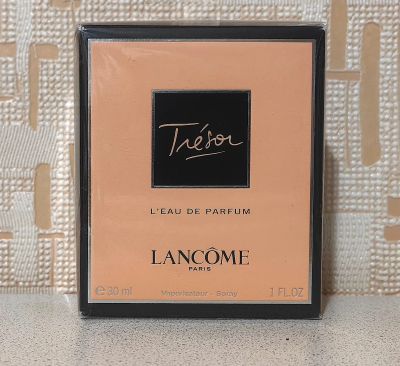 Trésor
L'EAU DE PARFUM
LANCÔME
PARIS
℮ 30 ml Vaporisateur - Spray 1 FL.OZ